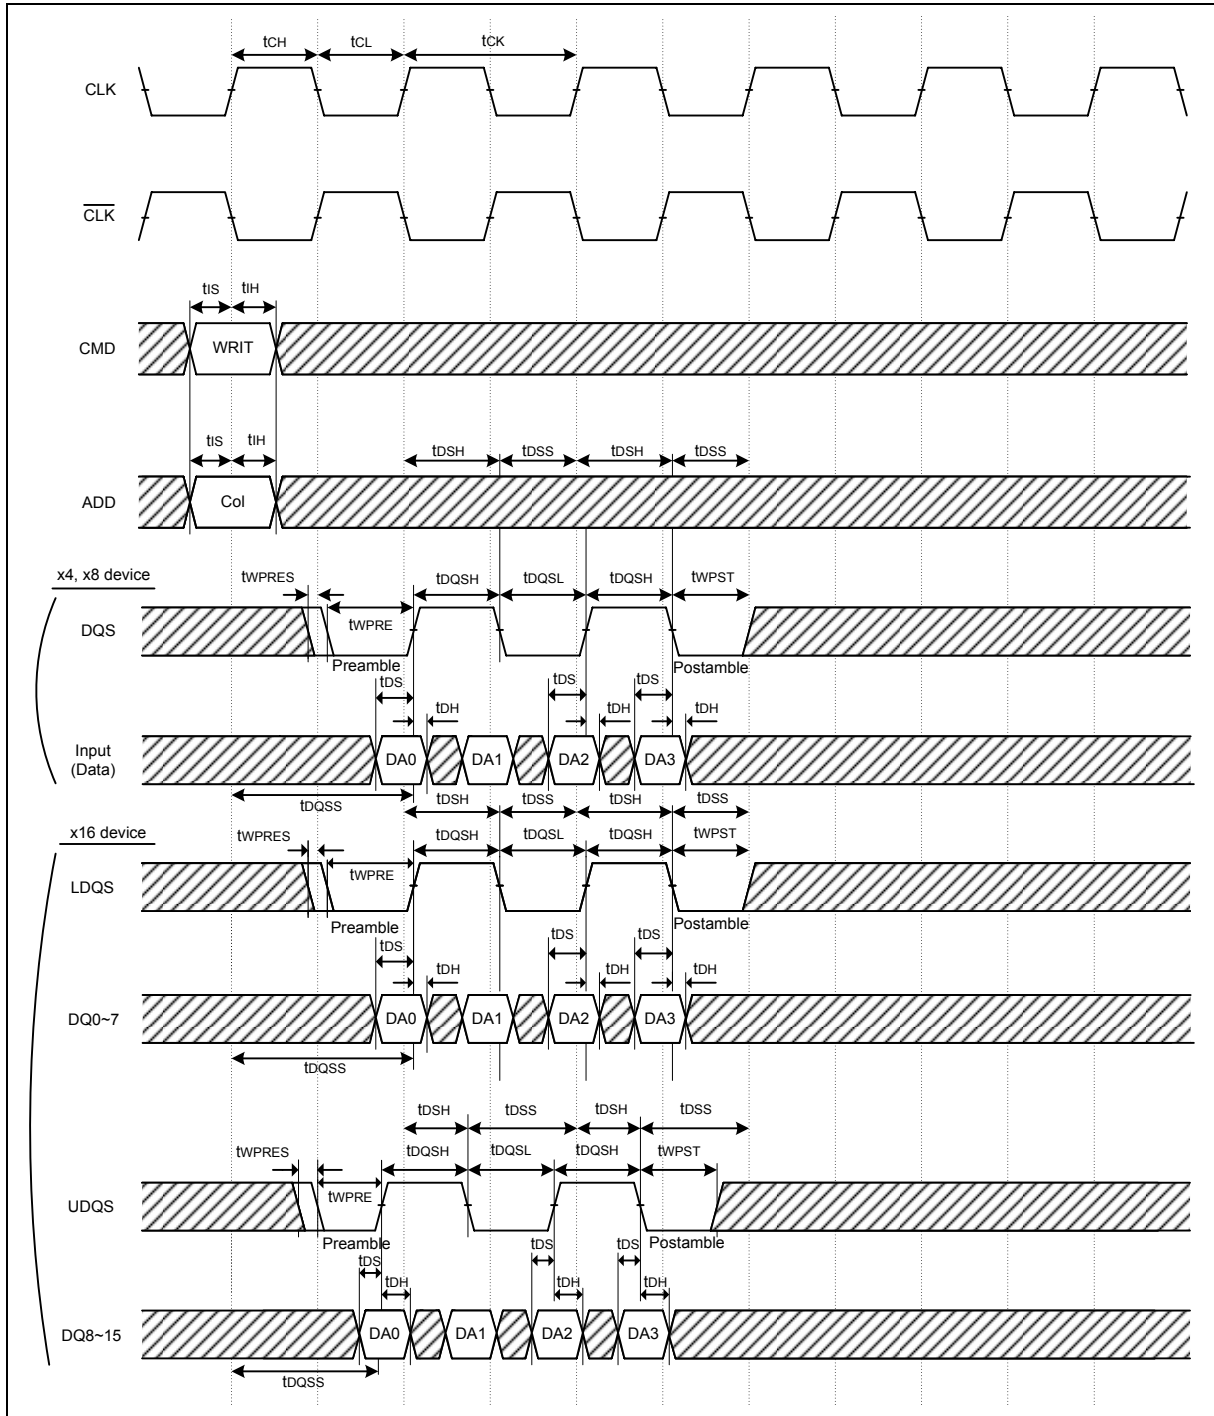 tCH tCL tCK
CLK
CLK
tIS tIH
CMD WRIT
tIS tIH tDSH tDSS tDSH tDSS
ADD Col
x4, x8 device
tWPRES tDQSH tDQSL tDQSH tWPST
DQS tWPRE
Preamble Postamble
tDS tDS tDS
tDH tDH tDH
Input
(Data) DA0 DA1 DA2 DA3
tDQSS tDSH tDSS tDSH tDSS
x16 device
tWPRES tDQSH tDQSL tDQSH tWPST
LDQS tWPRE
Preamble Postamble
tDS tDS tDS
tDH tDH tDH
DQ0~7 DA0 DA1 DA2 DA3
tDQSS
tDSH tDSS tDSH tDSS
tWPRES tDQSH tDQSL tDQSH tWPST
UDQS tWPRE
Preamble Postamble
tDS tDS tDS
tDH tDH tDH
DQ8~15 DA0 DA1 DA2 DA3
tDQSS